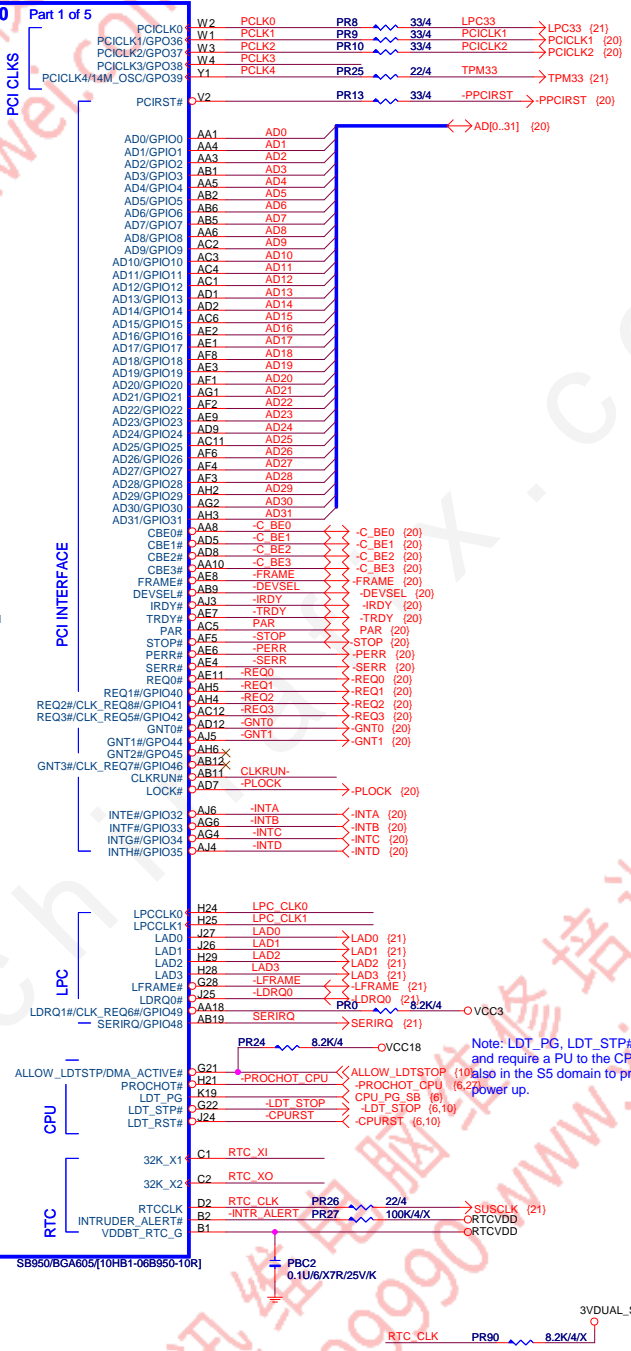 0 Part 1 of 5
PCI CLKS
PCICLK0 W2 PCLK0 PR8 33/4 LPC33 LPC33 {21}
PCICLK1/GPO36 W1 PCLK1 PR9 33/4 PCICLK1 PCICLK1 {20}
PCICLK2/GPO37 W3 PCLK2 PR10 33/4 PCICLK2 PCICLK2 {20}
PCICLK3/GPO38 W4 PCLK3
PCICLK4/14M_OSC/GPO39 Y1 PCLK4 PR25 22/4 TPM33 TPM33 {21}
PCIRST# V2 PR13 33/4 -PPCIRST -PPCIRST {20}
AD[0..31] {20}
PCI INTERFACE
AD0/GPIO0 AA1 AD0
AD1/GPIO1 AA4 AD1
AD2/GPIO2 AA3 AD2
AD3/GPIO3 AB1 AD3
AD4/GPIO4 AA5 AD4
AD5/GPIO5 AB2 AD5
AD6/GPIO6 AB6 AD6
AD7/GPIO7 AB5 AD7
AD8/GPIO8 AA6 AD8
AD9/GPIO9 AC2 AD9
AD10/GPIO10 AC3 AD10
AD11/GPIO11 AC4 AD11
AD12/GPIO12 AC1 AD12
AD13/GPIO13 AD1 AD13
AD14/GPIO14 AD2 AD14
AD15/GPIO15 AC6 AD15
AD16/GPIO16 AE2 AD16
AD17/GPIO17 AE1 AD17
AD18/GPIO18 AF8 AD18
AD19/GPIO19 AE3 AD19
AD20/GPIO20 AF1 AD20
AD21/GPIO21 AG1 AD21
AD22/GPIO22 AF2 AD22
AD23/GPIO23 AE9 AD23
AD24/GPIO24 AD9 AD24
AD25/GPIO25 AC11 AD25
AD26/GPIO26 AF6 AD26
AD27/GPIO27 AF4 AD27
AD28/GPIO28 AF3 AD28
AD29/GPIO29 AH2 AD29
AD30/GPIO30 AG2 AD30
AD31/GPIO31 AH3 AD31
CBE0# AA8 -C_BE0 -C_BE0 {20}
CBE1# AD5 -C_BE1 -C_BE1 {20}
CBE2# AD8 -C_BE2 -C_BE2 {20}
CBE3# AA10 -C_BE3 -C_BE3 {20}
FRAME# AE8 -FRAME -FRAME {20}
DEVSEL# AB9 -DEVSEL -DEVSEL {20}
IRDY# AJ3 -IRDY -IRDY {20}
TRDY# AE7 -TRDY -TRDY {20}
PAR AC5 PAR PAR {20}
STOP# AF5 -STOP -STOP {20}
PERR# AE6 -PERR -PERR {20}
SERR# AE4 -SERR -SERR {20}
REQ0# AE11 -REQ0 -REQ0 {20}
REQ1#/GPIO40 AH5 -REQ1 -REQ1 {20}
REQ2#/CLK_REQ8#/GPIO41 AH4 -REQ2 -REQ2 {20}
REQ3#/CLK_REQ5#/GPIO42 AC12 -REQ3 -REQ3 {20}
GNT0# AD12 -GNT0 -GNT0 {20}
GNT1#/GPO44 AJ5 -GNT1 -GNT1 {20}
GNT2#/GPO45 AH6
GNT3#/CLK_REQ7#/GPIO46 AB12
CLKRUN# AB11 CLKRUN-
LOCK# AD7 -PLOCK -PLOCK {20}
INTE#/GPIO32 AJ6 -INTA -INTA {20}
INTF#/GPIO33 AG6 -INTB -INTB {20}
INTG#/GPIO34 AG4 -INTC -INTC {20}
INTH#/GPIO35 AJ4 -INTD -INTD {20}
LPC
LPCCLK0 H24 LPC_CLK0
LPCCLK1 H25 LPC_CLK1
LAD0 J27 LAD0 LAD0 {21}
LAD1 J26 LAD1 LAD1 {21}
LAD2 H29 LAD2 LAD2 {21}
LAD3 H28 LAD3 LAD3 {21}
LFRAME# G28 -LFRAME -LFRAME {21}
LDRQ0# J25 -LDRQ0 -LDRQ0 {21}
LDRQ1#/CLK_REQ6#/GPIO49 AA18 PR0 8.2K/4 VCC3
SERIRQ/GPIO48 AB19 SERIRQ SERIRQ {21}
PR24 8.2K/4 VCC18
Note: LDT_PG, LDT_STP#
and require a PU to the CP
also in the S5 domain to pr
power up.
CPU
ALLOW_LDTSTP/DMA_ACTIVE# G21 ALLOW_LDTSTOP {10}
PROCHOT# H21 -PROCHOT_CPU -PROCHOT_CPU {6,27}
LDT_PG K19 CPU_PG_SB {6}
LDT_STP# G22 -LDT_STOP -LDT_STOP {6,10}
LDT_RST# J24 -CPURST -CPURST {6,10}
RTC
32K_X1 C1 RTC_XI
32K_X2 C2 RTC_XO
RTCCLK D2 RTC_CLK PR26 22/4 SUSCLK {21}
INTRUDER_ALERT# B2 -INTR_ALERT PR27 100K/4/X RTCVDD
VDDBT_RTC_G B1 RTCVDD
SB950/BGA605/[10HB1-06B950-10R]
PBC2
0.1U/6/X7R/25V/K
3VDUAL_S
RTC_CLK PR90 8.2K/4/X